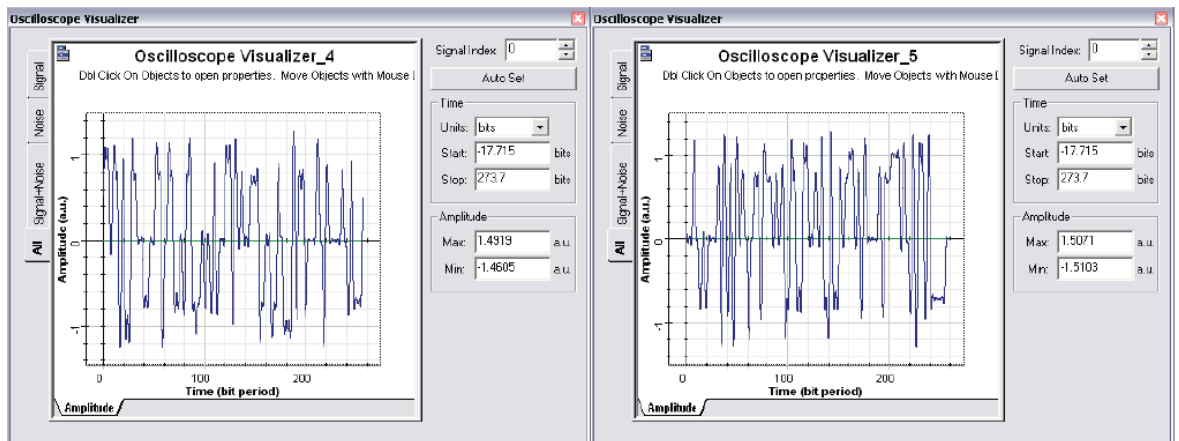 Oscilloscope Visualizer
Oscilloscope Visualizer_4
Dbl Click On Objects to open properties. Move Objects with Mouse D
Signal Index: 0
Auto Set
Time
Units: bits
Start: -17.715 bits
Stop: 273.7 bits
Amplitude
Max: 1.4919 a.u.
Min: -1.4605 a.u.
Signal
Noise
Signal+Noise
All
Amplitude (a.u.)
1
0
-1
0 100 200
Time (bit period)
Amplitude
Oscilloscope Visualizer
Oscilloscope Visualizer_5
Dbl Click On Objects to open properties. Move Objects with Mouse D
Signal Index: 0
Auto Set
Time
Units: bits
Start: -17.715 bits
Stop: 273.7 bits
Amplitude
Max: 1.5071 a.u.
Min: -1.5103 a.u.
Signal
Noise
Signal+Noise
All
Amplitude (a.u.)
1
0
-1
0 100 200
Time (bit period)
Amplitude